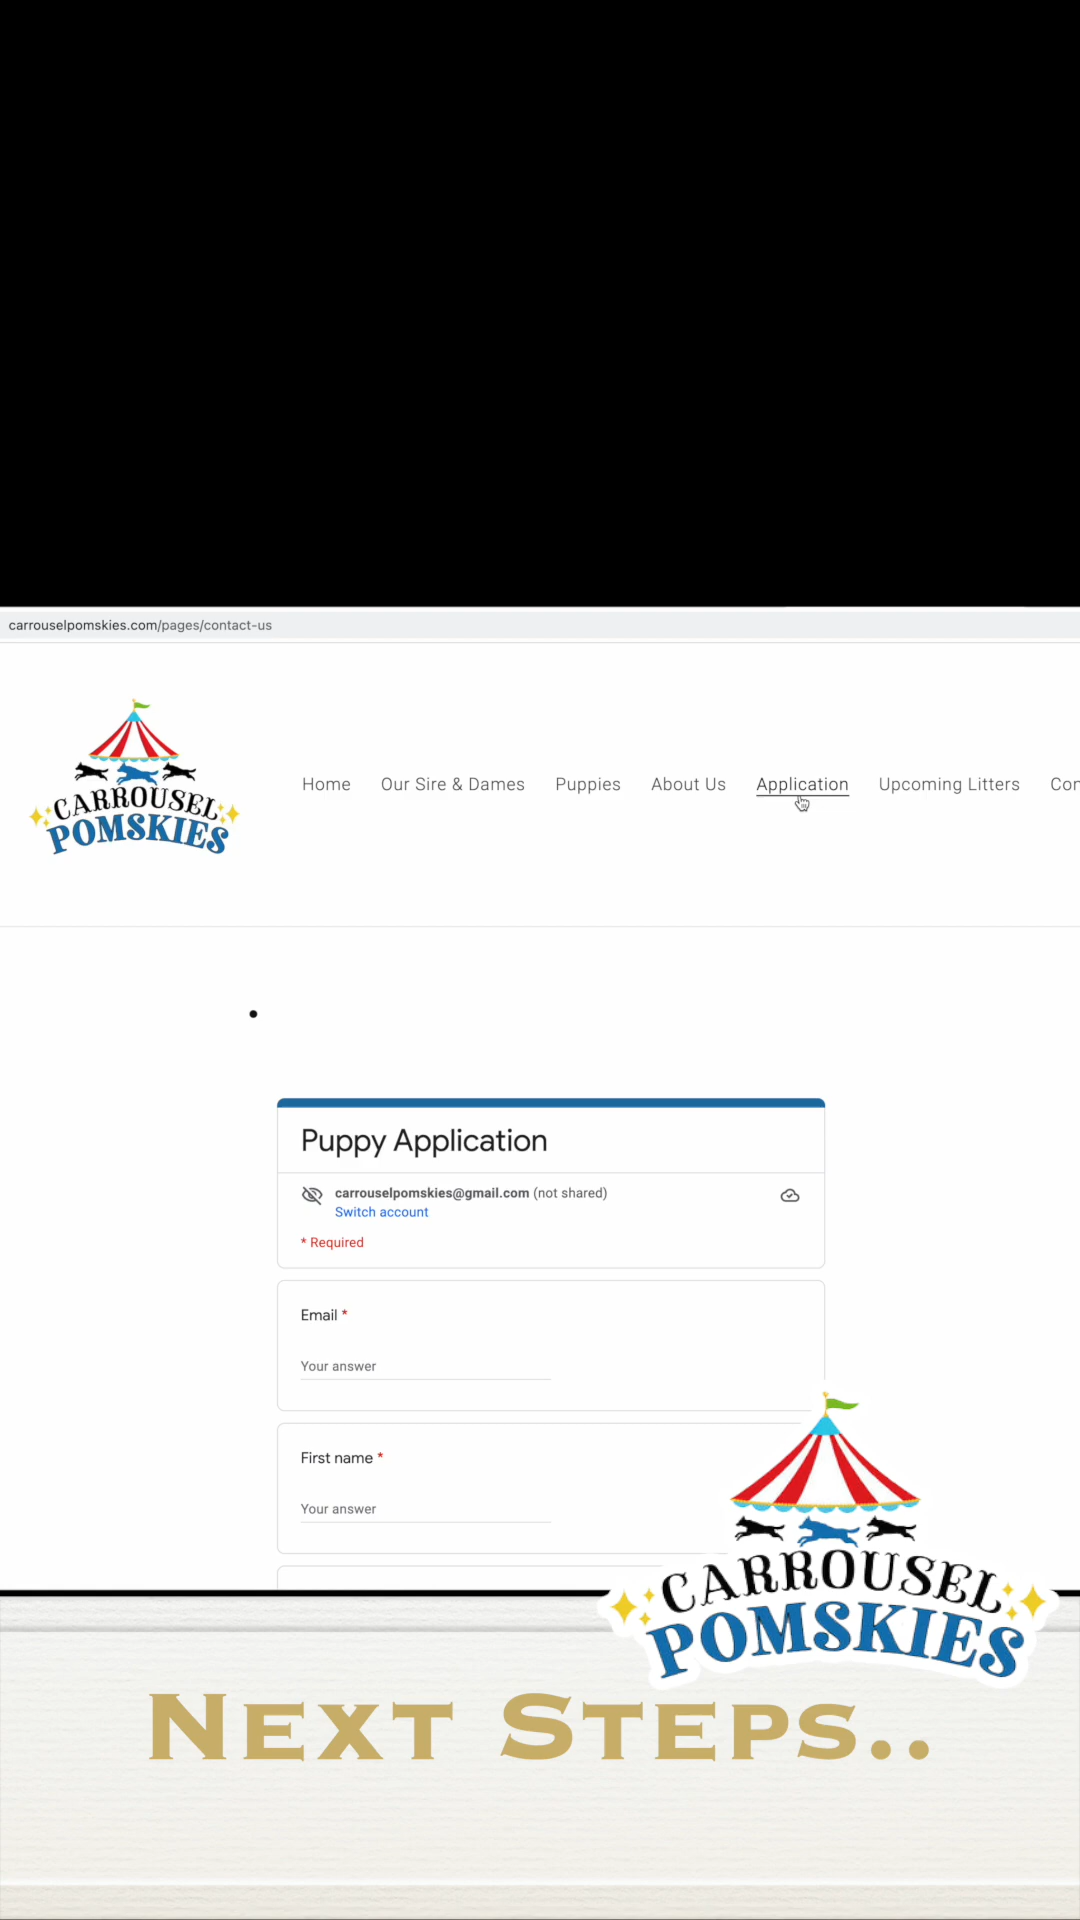 carrouselpomskies.com/pages/contact-us
CARROUSEL
POMSKIES
Home Our Sire & Dames Puppies About Us Application Upcoming Litters Con
Puppy Application
carrouselpomskies@gmail.com (not shared)
Switch account
* Required
Email *
Your answer
First name *
Your answer
CARROUSEL
POMSKIES
Next Steps..